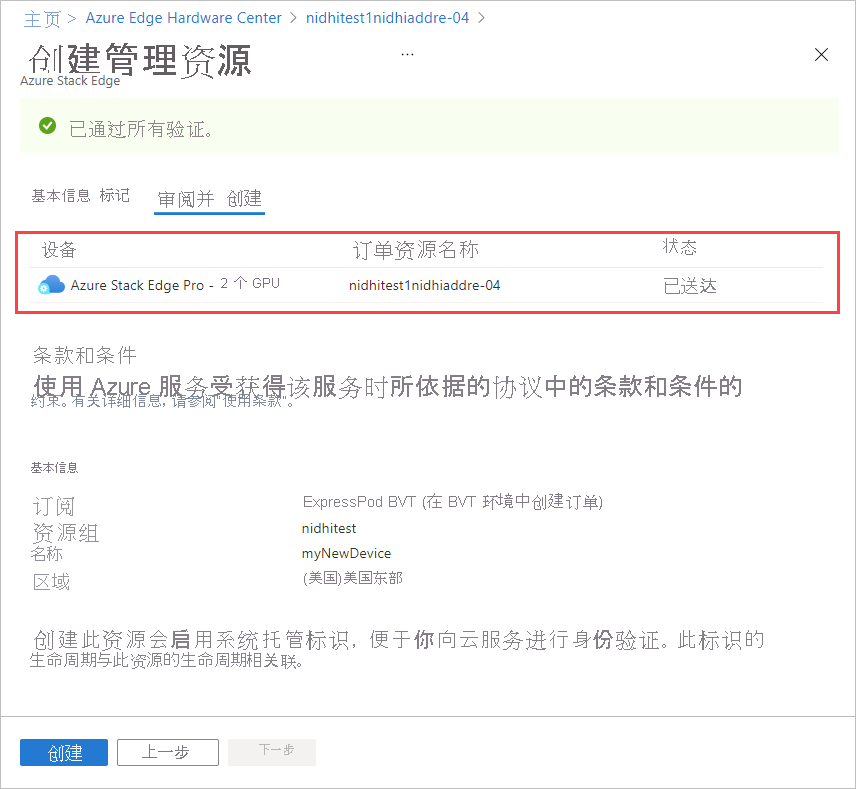 主页 > Azure Edge Hardware Center > nidhitest1nidhiaddre-04 >
创建管理资源 ...
Azure Stack Edge
已通过所有验证。
基本信息 标记 审阅并 创建
设备 订单资源名称 状态
Azure Stack Edge Pro - 2 个 GPU nidhitest1nidhiaddre-04 已送达
条款和条件
使用 Azure 服务受获得该服务时所依据的协议中的条款和条件的
约束。有关详细信息，请参阅“使用条款”。
基本信息
订阅 ExpressPod BVT (在 BVT 环境中创建订单)
资源组 nidhitest
名称 myNewDevice
区域 (美国)美国东部
创建此资源会启用系统托管标识，便于你向云服务进行身份验证。此标识的
生命周期与此资源的生命周期相关联。
创建 上一步 下一步